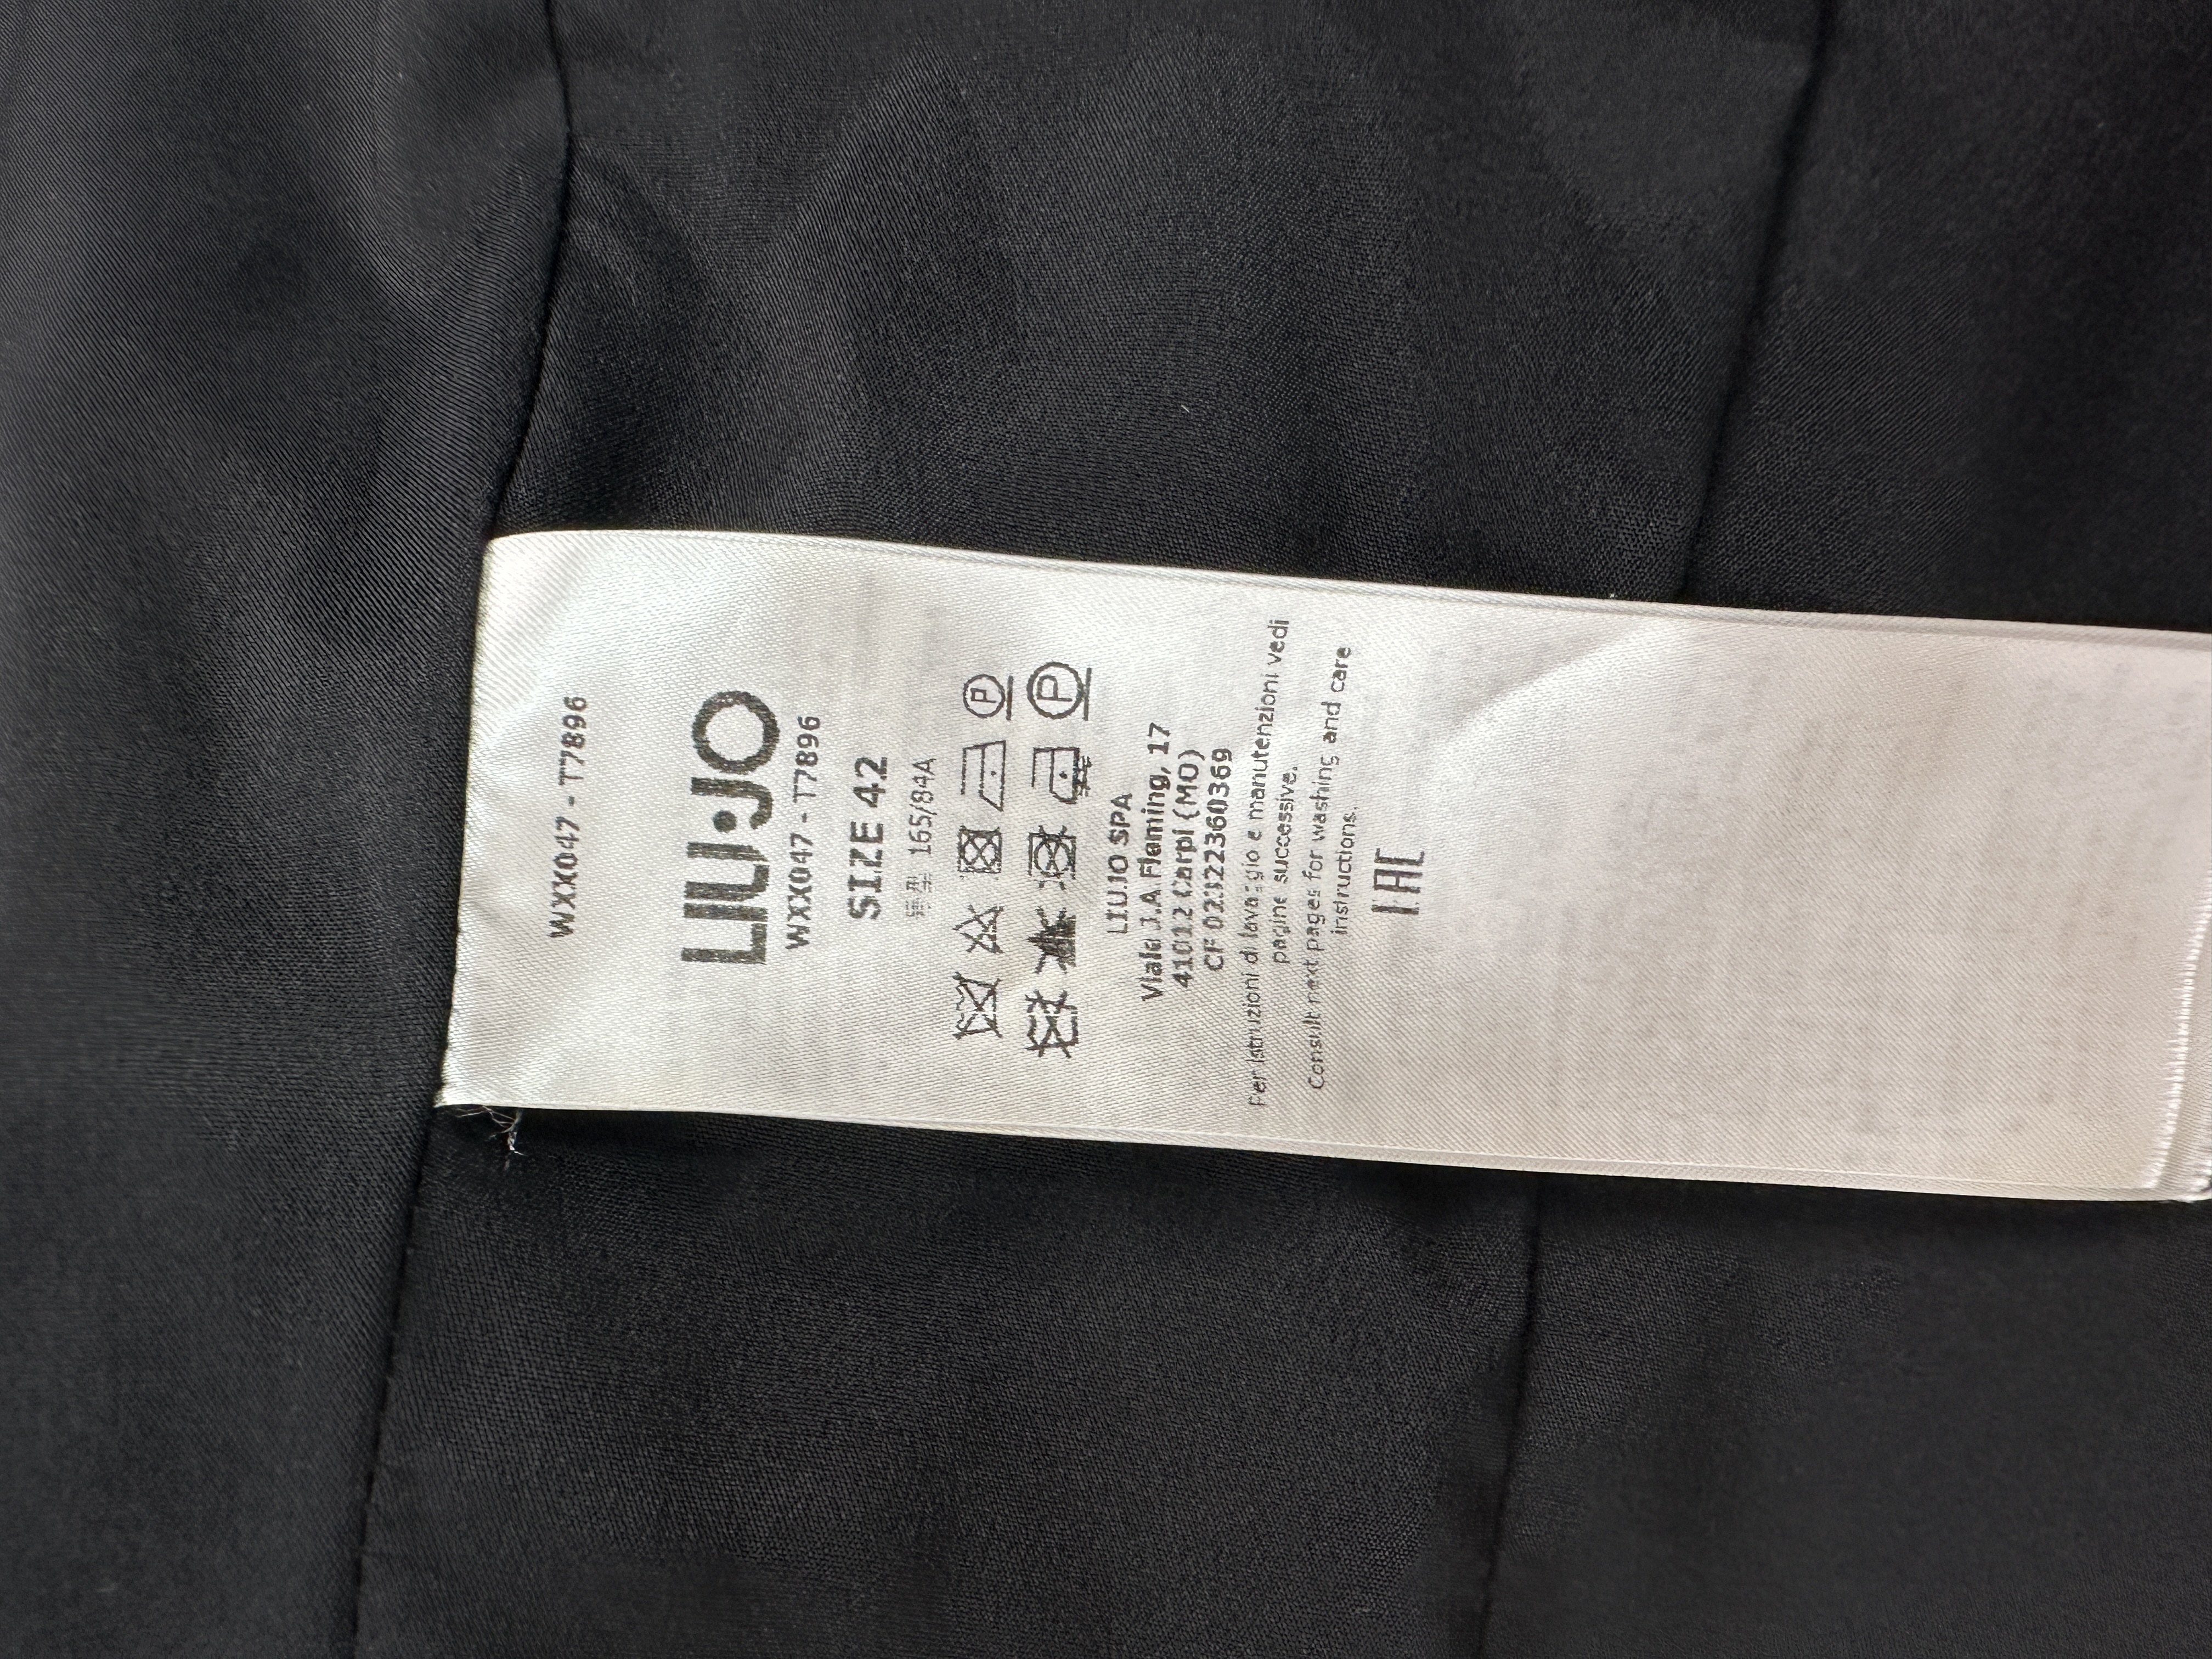 WXX047 - T7896
LIU·JO
WXX047 - T7896
SIZE 42
165/84A
P
P
LIU.JO SPA
Viale J.A Fleming, 17
41012 Carpi (MO)
CF 02322360369
Per istruzioni di lavaggio e manutenzioni vedi
pagine successive.
Consult next pages for washing and care
instructions.
EAC